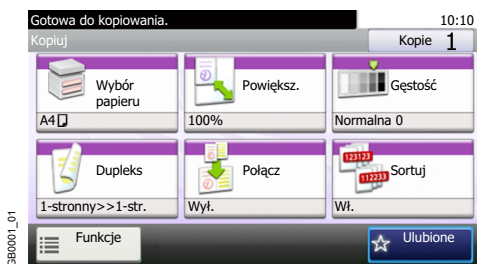 Gotowa do kopiowania.
10:10
Kopiuj
Kopie 1
Wybór
papieru
A4
Powiększ.
100%
Gęstość
Normalna 0
Dupleks
1-stronny>>1-str.
Połącz
Wył.
123123
112233
Sortuj
Wł.
Funkcje
Ulubione
GB0001_01